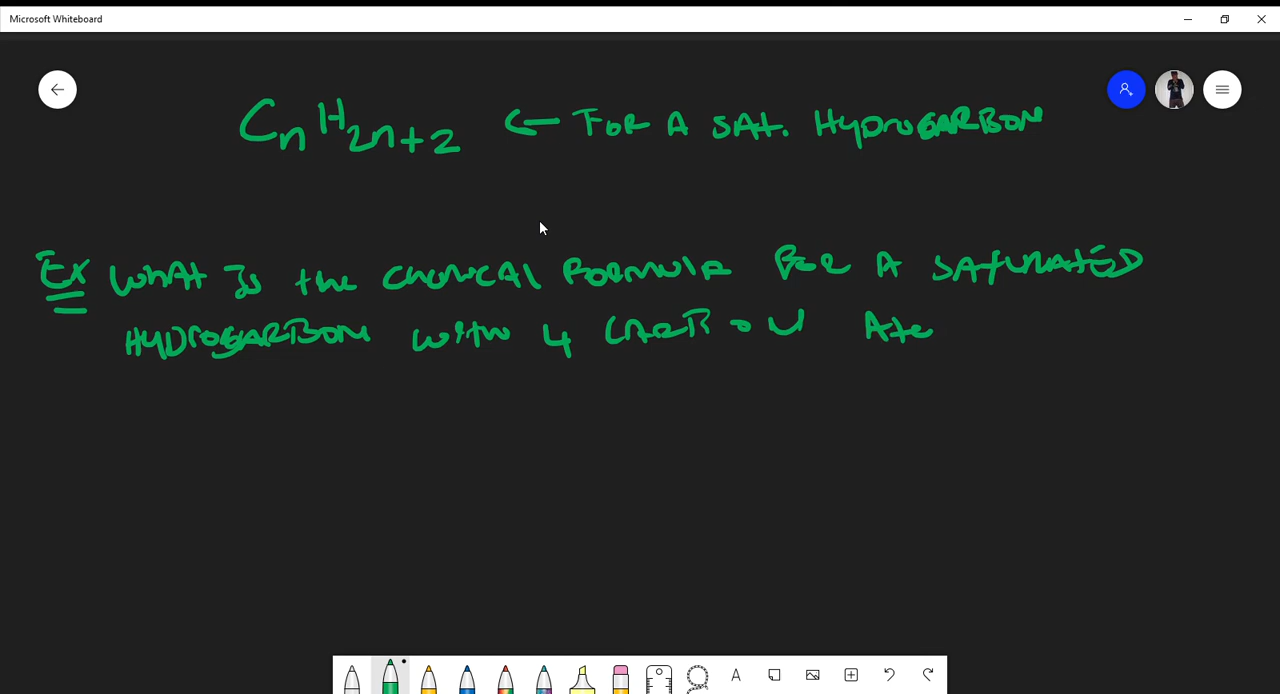 Microsoft Whiteboard
CnH2n+2 ← FOR A SAT. HYDROCARBON
EX WHAT IS the CHEMICAL FORMULA FOR A SATURATED
HYDROCARBON WITH 4 CARBON Ato
A